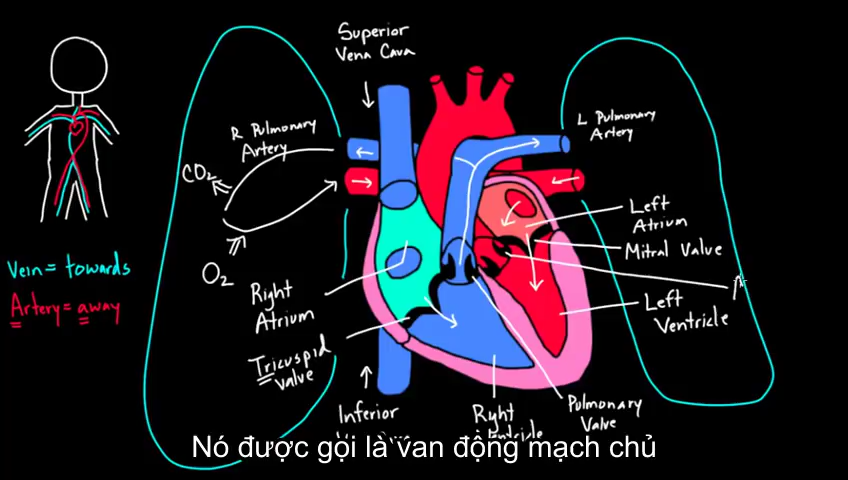 Superior
Vena Cava
R Pulmonary
Artery
L Pulmonary
Artery
CO2
O2
Vein = towards
Artery = away
Left
Atrium
Mitral Valve
Left
Ventricle
Right
Atrium
Tricuspid
valve
Inferior
Right
Pulmonary
Valve
Nó được gọi là van động mạch chủ